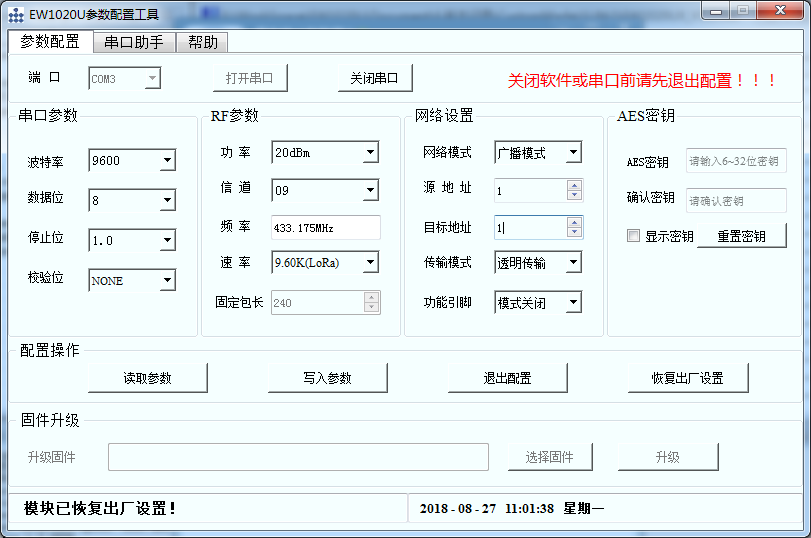 EW1020U参数配置工具
参数配置 串口助手 帮助
端 口 COM3 打开串口 关闭串口 关闭软件或串口前请先退出配置！！！
串口参数
波特率 9600
数据位 8
停止位 1.0
校验位 NONE
RF参数
功 率 20dBm
信 道 09
频 率 433.175MHz
速 率 9.60K(LoRa)
固定包长 240
网络设置
网络模式 广播模式
源 地 址 1
目标地址 1
传输模式 透明传输
功能引脚 模式关闭
AES密钥
AES密钥 请输入6~32位密钥
确认密钥 请确认密钥
显示密钥 重置密钥
配置操作
读取参数 写入参数 退出配置 恢复出厂设置
固件升级
升级固件 选择固件 升级
模块已恢复出厂设置！ 2018-08-27 11:01:38 星期一